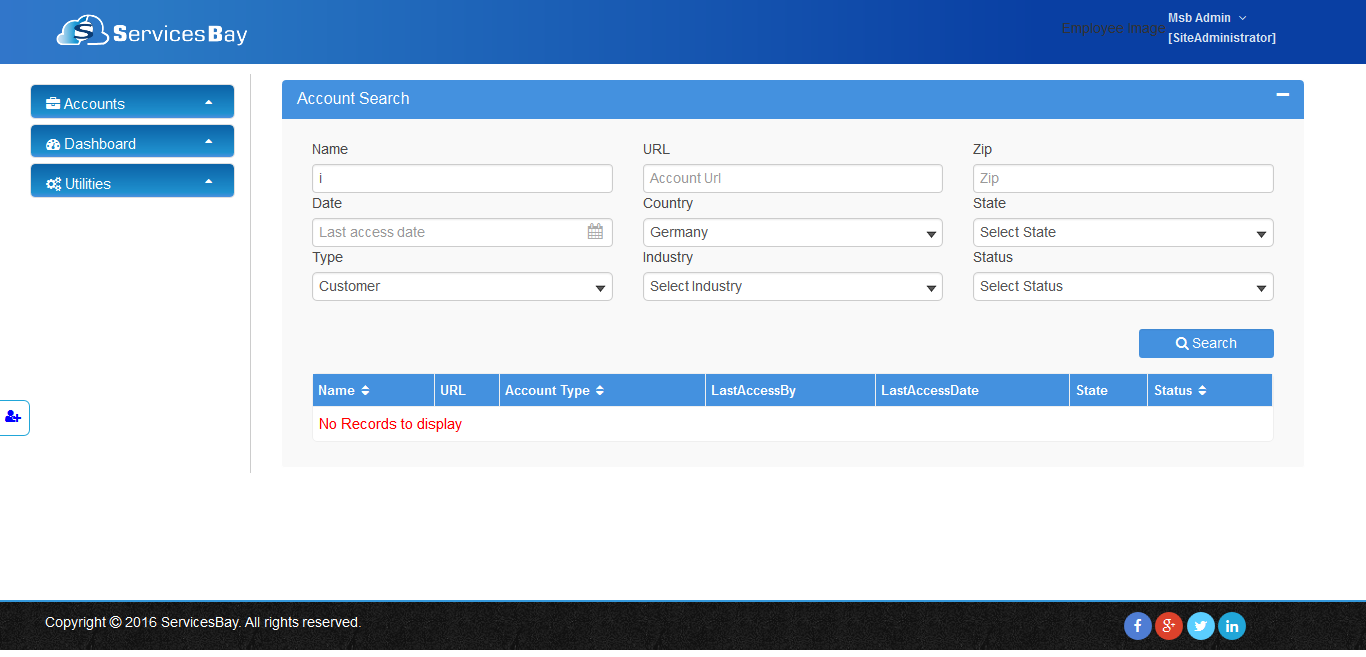 ServicesBay
Employee image
Msb Admin
[SiteAdministrator]
Accounts
Dashboard
Utilities
Account Search
Name URL Zip
i Account Url Zip
Date Country State
Last access date Germany Select State
Type Industry Status
Customer Select Industry Select Status
Search
Name URL Account Type LastAccessBy LastAccessDate State Status
No Records to display
Copyright © 2016 ServicesBay. All rights reserved.